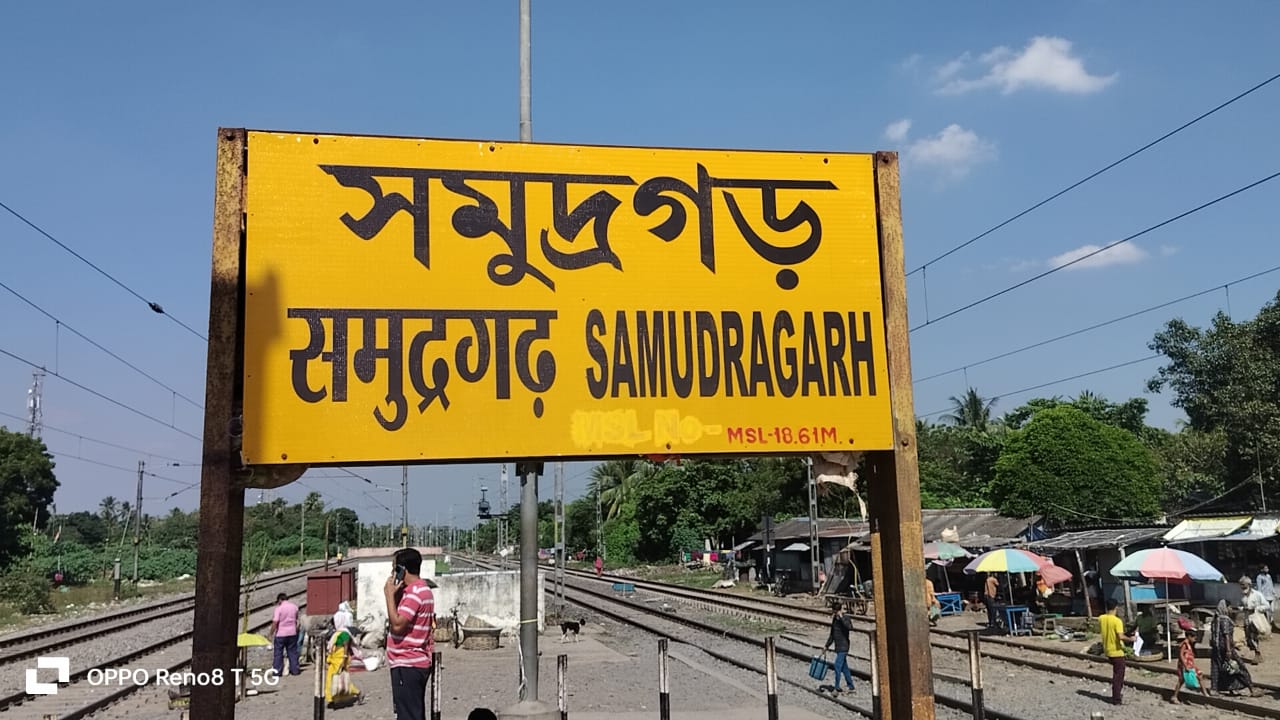 সমুদ্রগড়
समुद्रगढ़ SAMUDRAGARH
MSL No- MSL-18.61M.
OPPO Reno8 T 5G